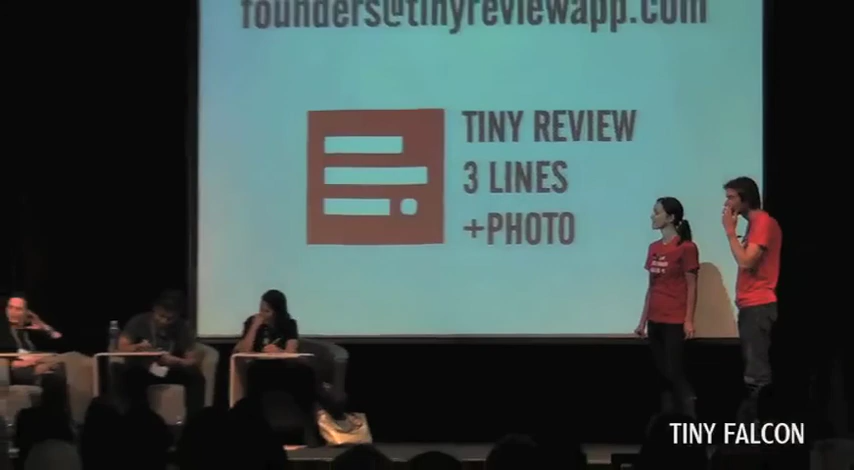 founders@tinyreviewapp.com
TINY REVIEW
3 LINES
+PHOTO
TINY FALCON